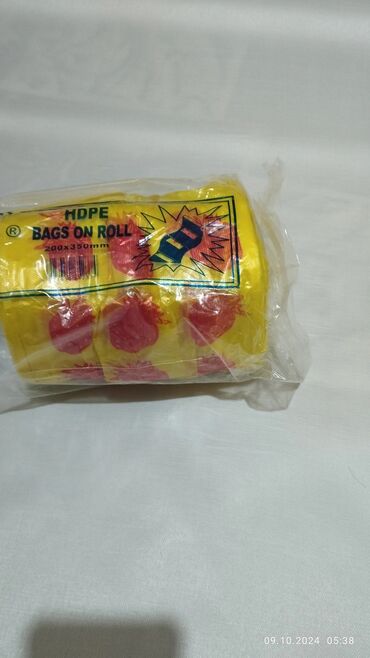 HDPE
® BAGS ON ROLL
200x350mm
09.10.2024 05:38